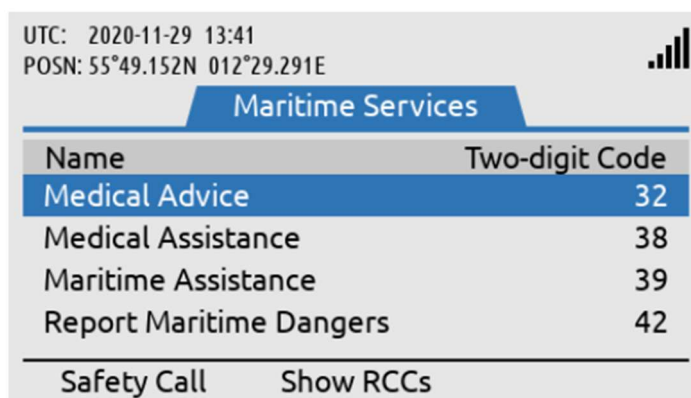 UTC: 2020-11-29 13:41
POSN: 55°49.152N 012°29.291E
Maritime Services
Name Two-digit Code
Medical Advice 32
Medical Assistance 38
Maritime Assistance 39
Report Maritime Dangers 42
Safety Call Show RCCs